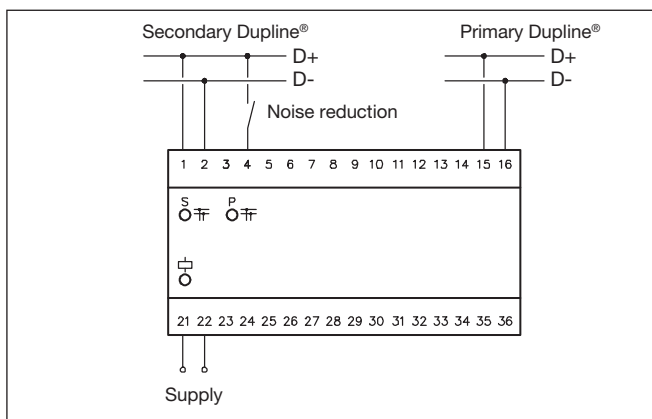 Secondary Dupline® Primary Dupline®
D+ D+
D- D-
Noise reduction
1 2 3 4 5 6 7 8 9 10 11 12 13 14 15 16
S P
21 22 23 24 25 26 27 28 29 30 31 32 33 34 35 36
Supply